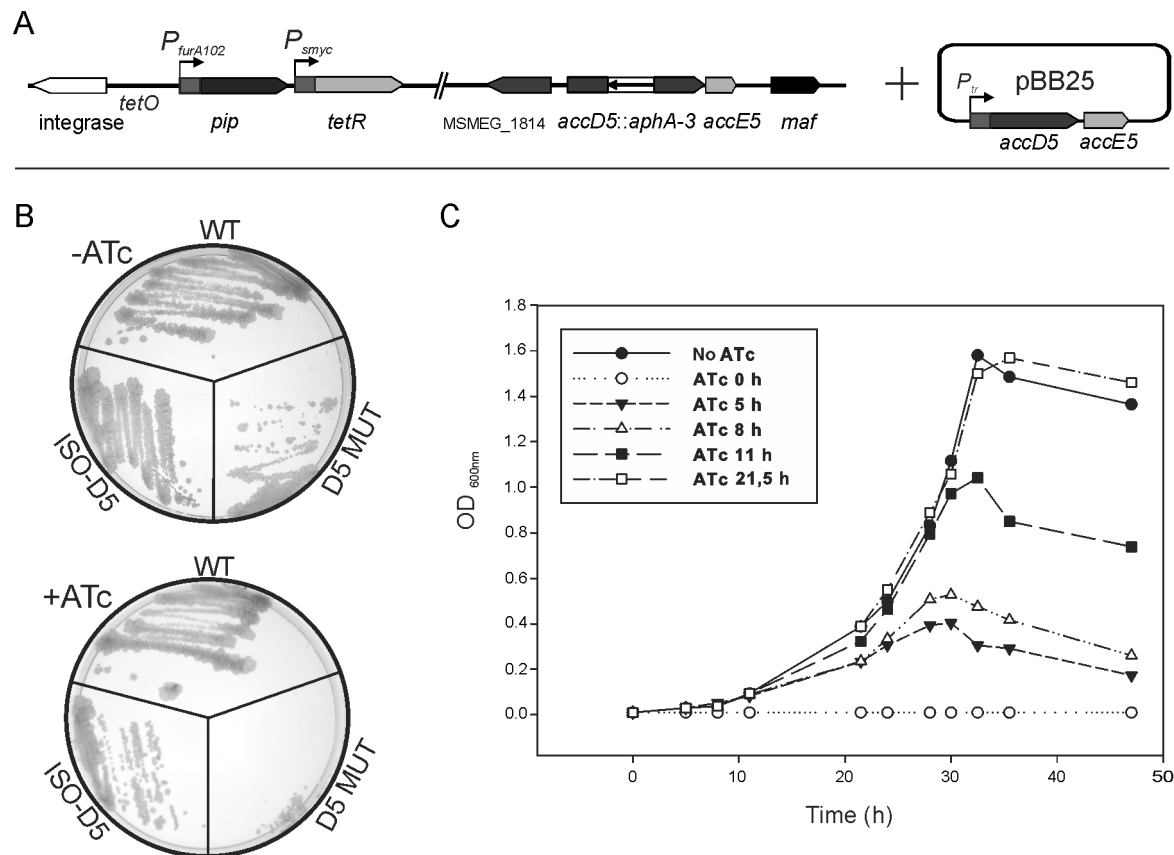 A
P furA102
P smyc
P tr
pBB25
+
tetO
integrase
pip
tetR
MSMEG_1814
accD5::aphA-3
accE5
maf
accD5
accE5
B
-ATc
WT
ISO-D5
D5 MUT
+ATc
WT
ISO-D5
D5 MUT
C
No ATc
ATc 0 h
ATc 5 h
ATc 8 h
ATc 11 h
ATc 21,5 h
OD 600nm
1.8
1.6
1.4
1.2
1.0
0.8
0.6
0.4
0.2
0.0
0 10 20 30 40 50
Time (h)